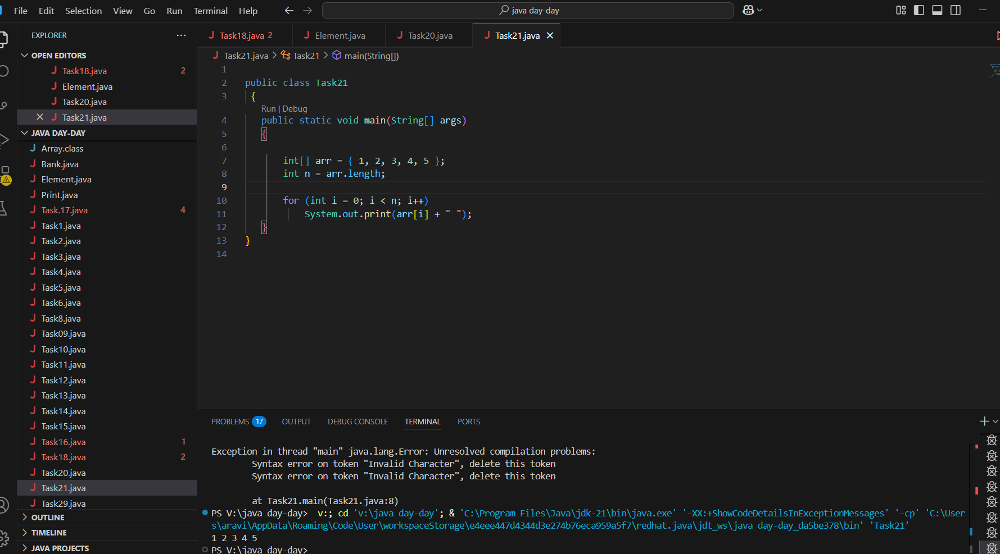 File Edit Selection View Go Run Terminal Help
java day-day
EXPLORER
OPEN EDITORS
Task18.java 2
Element.java
Task20.java
Task21.java
JAVA DAY-DAY
Array.class
Bank.java
Element.java
Print.java
Task.17.java 4
Task1.java
Task2.java
Task3.java
Task4.java
Task5.java
Task6.java
Task8.java
Task09.java
Task10.java
Task11.java
Task12.java
Task13.java
Task14.java
Task15.java
Task16.java 1
Task18.java 2
Task20.java
Task21.java
Task29.java
OUTLINE
TIMELINE
JAVA PROJECTS
Task18.java 2 Element.java Task20.java Task21.java
Task21.java > Task21 > main(String[])
1
2 public class Task21
3 {
Run | Debug
4 public static void main(String[] args)
5 {
6
7 int[] arr = { 1, 2, 3, 4, 5 };
8 int n = arr.length;
9
10 for (int i = 0; i < n; i++)
11 System.out.print(arr[i] + " ");
12 }
13 }
14
PROBLEMS 17 OUTPUT DEBUG CONSOLE TERMINAL PORTS
Exception in thread "main" java.lang.Error: Unresolved compilation problems:
Syntax error on token "Invalid Character", delete this token
Syntax error on token "Invalid Character", delete this token
at Task21.main(Task21.java:8)
PS V:\java day-day> v:; cd 'v:\java day-day'; & 'C:\Program Files\Java\jdk-21\bin\java.exe' '-XX:+ShowCodeDetailsInExceptionMessages' '-cp' 'C:\User
s\aravi\AppData\Roaming\Code\User\workspaceStorage\e4eee447d4344d3e274b76eca959a5f7\redhat.java\jdt_ws\java day-day_da5be378\bin' 'Task21'
1 2 3 4 5
PS V:\java day-day>